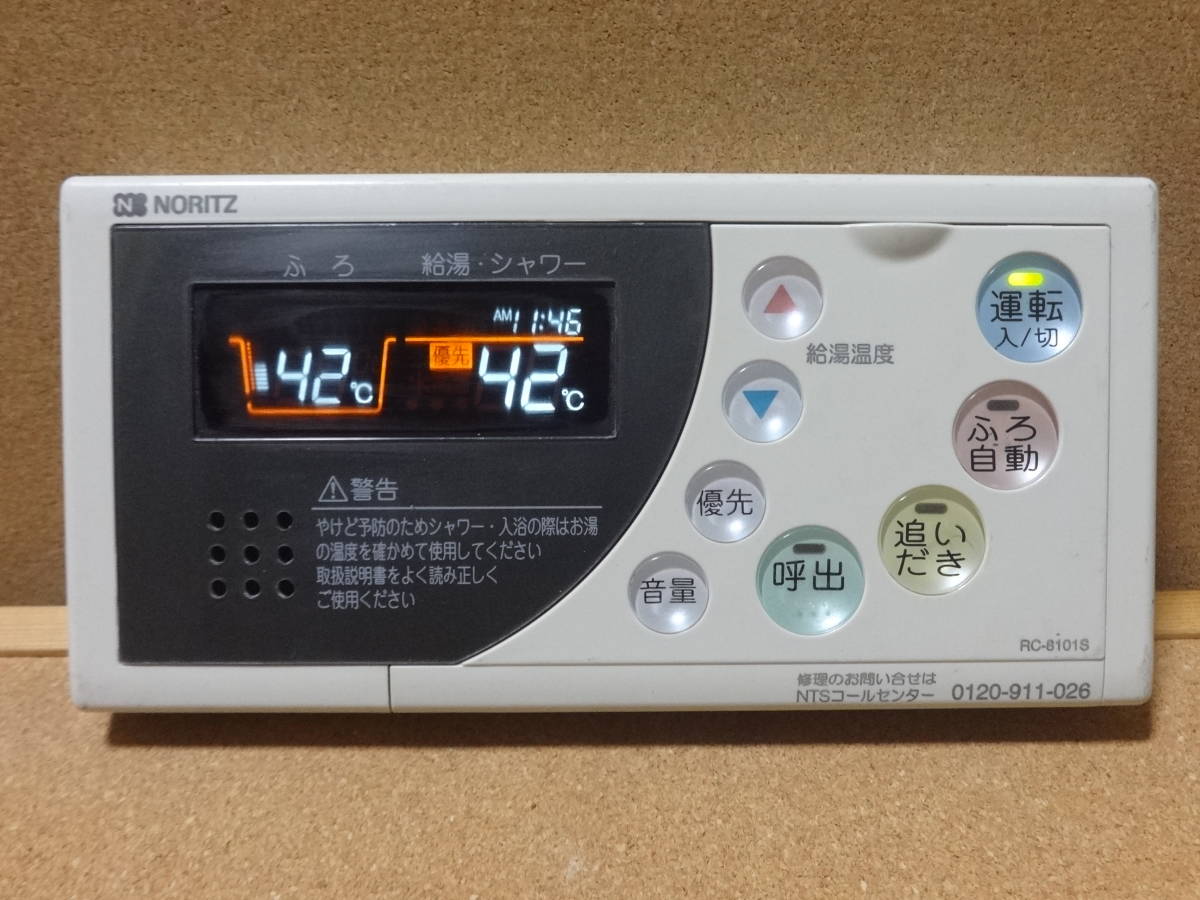 NORITZ
ふろ 給湯・シャワー
AM 11:46
42℃ 優先 42℃
給湯温度
運転
入/切
ふろ
自動
優先
追い
だき
音量
呼出
⚠警告
やけど予防のためシャワー・入浴の際はお湯
の温度を確かめて使用してください
取扱説明書をよく読み正しく
ご使用ください
RC-8101S
修理のお問い合せは
NTSコールセンター 0120-911-026